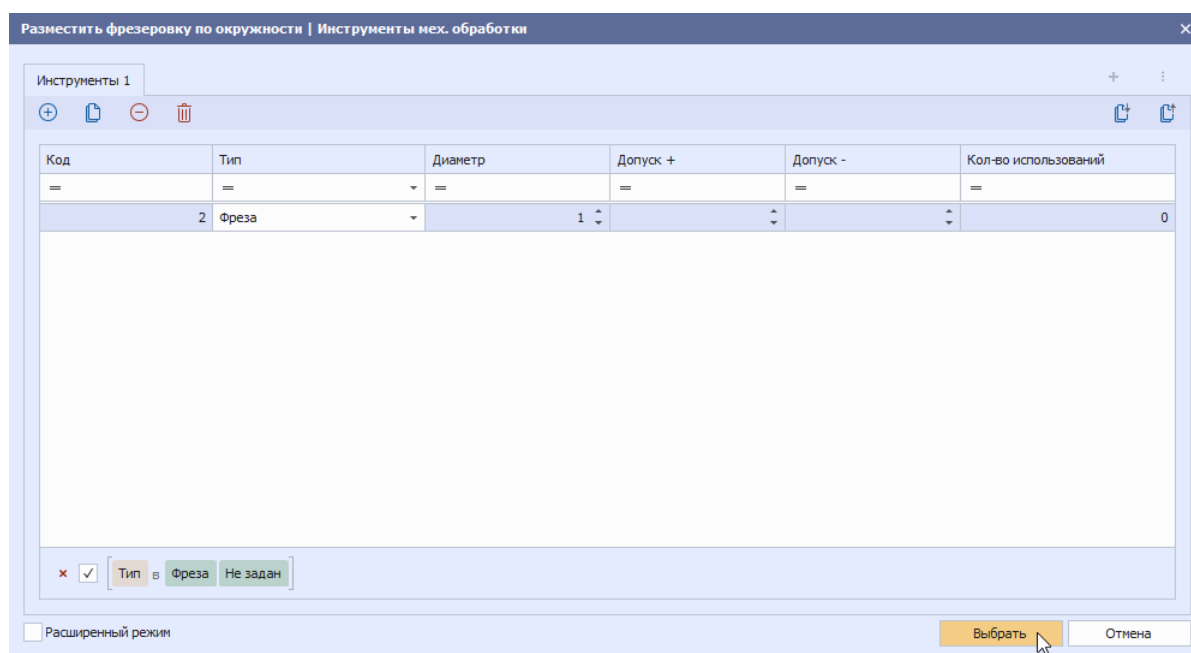 Разместить фрезеровку по окружности | Инструменты мех. обработки
Инструменты 1
Код Тип Диаметр Допуск + Допуск - Кол-во использований
= = = = = =
2 Фреза 1 0
Тип в Фреза Не задан
Расширенный режим Выбрать Отмена